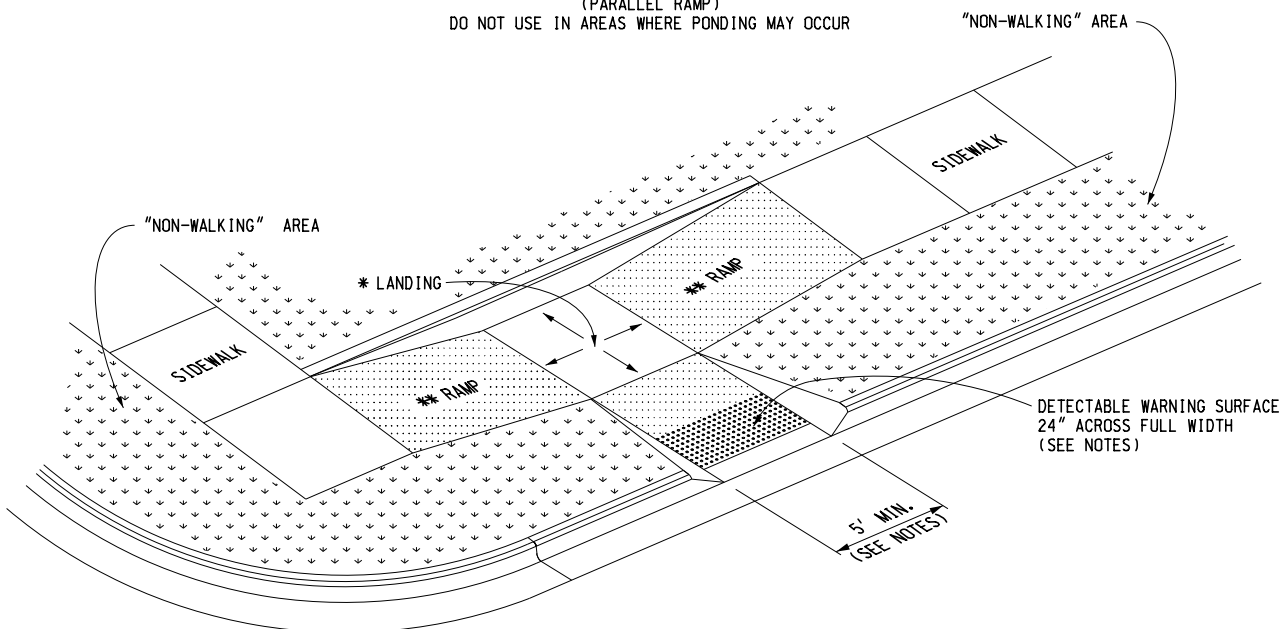 (PARALLEL RAMP)
DO NOT USE IN AREAS WHERE PONDING MAY OCCUR
"NON-WALKING" AREA
SIDEWALK
"NON-WALKING" AREA
** RAMP
* LANDING
SIDEWALK
** RAMP
DETECTABLE WARNING SURFACE
24" ACROSS FULL WIDTH
(SEE NOTES)
5' MIN.
(SEE NOTES)